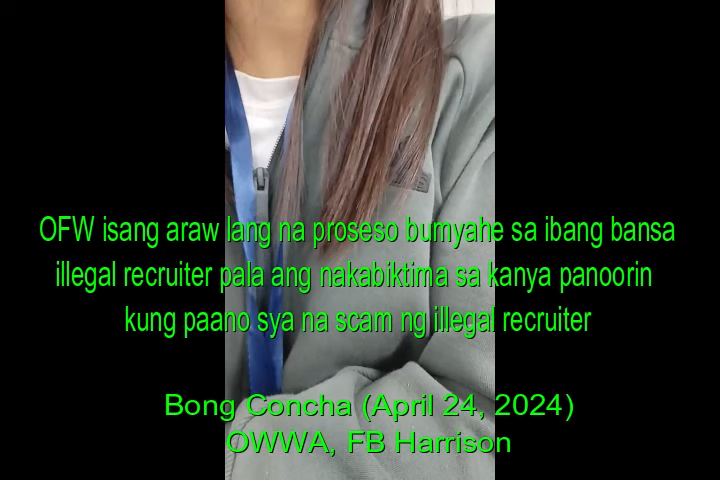 OFW isang araw lang na proseso bumyahe sa ibang bansa
illegal recruiter pala ang nakabiktima sa kanya panoorin
kung paano sya na scam ng illegal recruiter
Bong Concha (April 24, 2024)
OWWA, FB Harrison